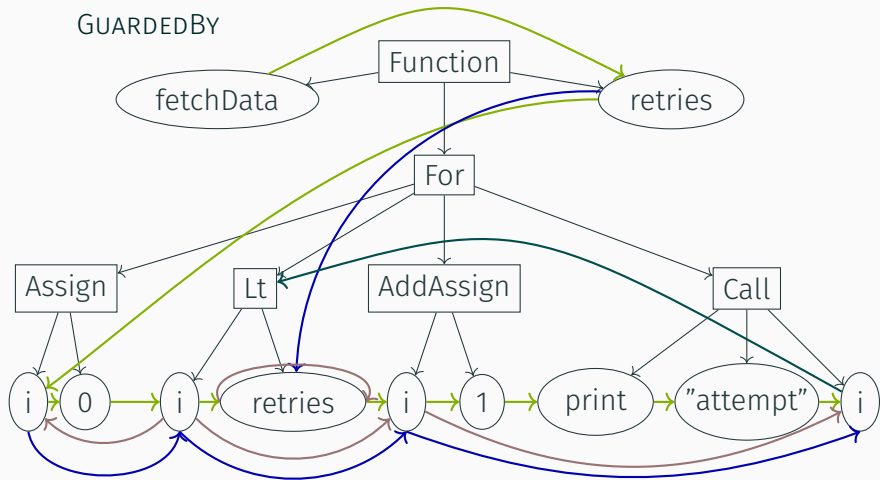 GUARDEDBY
Function
fetchData
retries
For
Assign
Lt
AddAssign
Call
i
0
i
retries
i
1
print
”attempt”
i